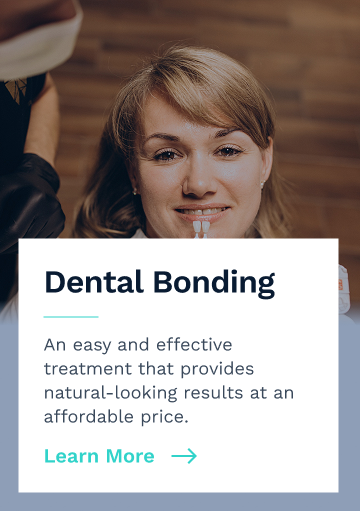 Dental Bonding
An easy and effective
treatment that provides
natural-looking results at an
affordable price.
Learn More